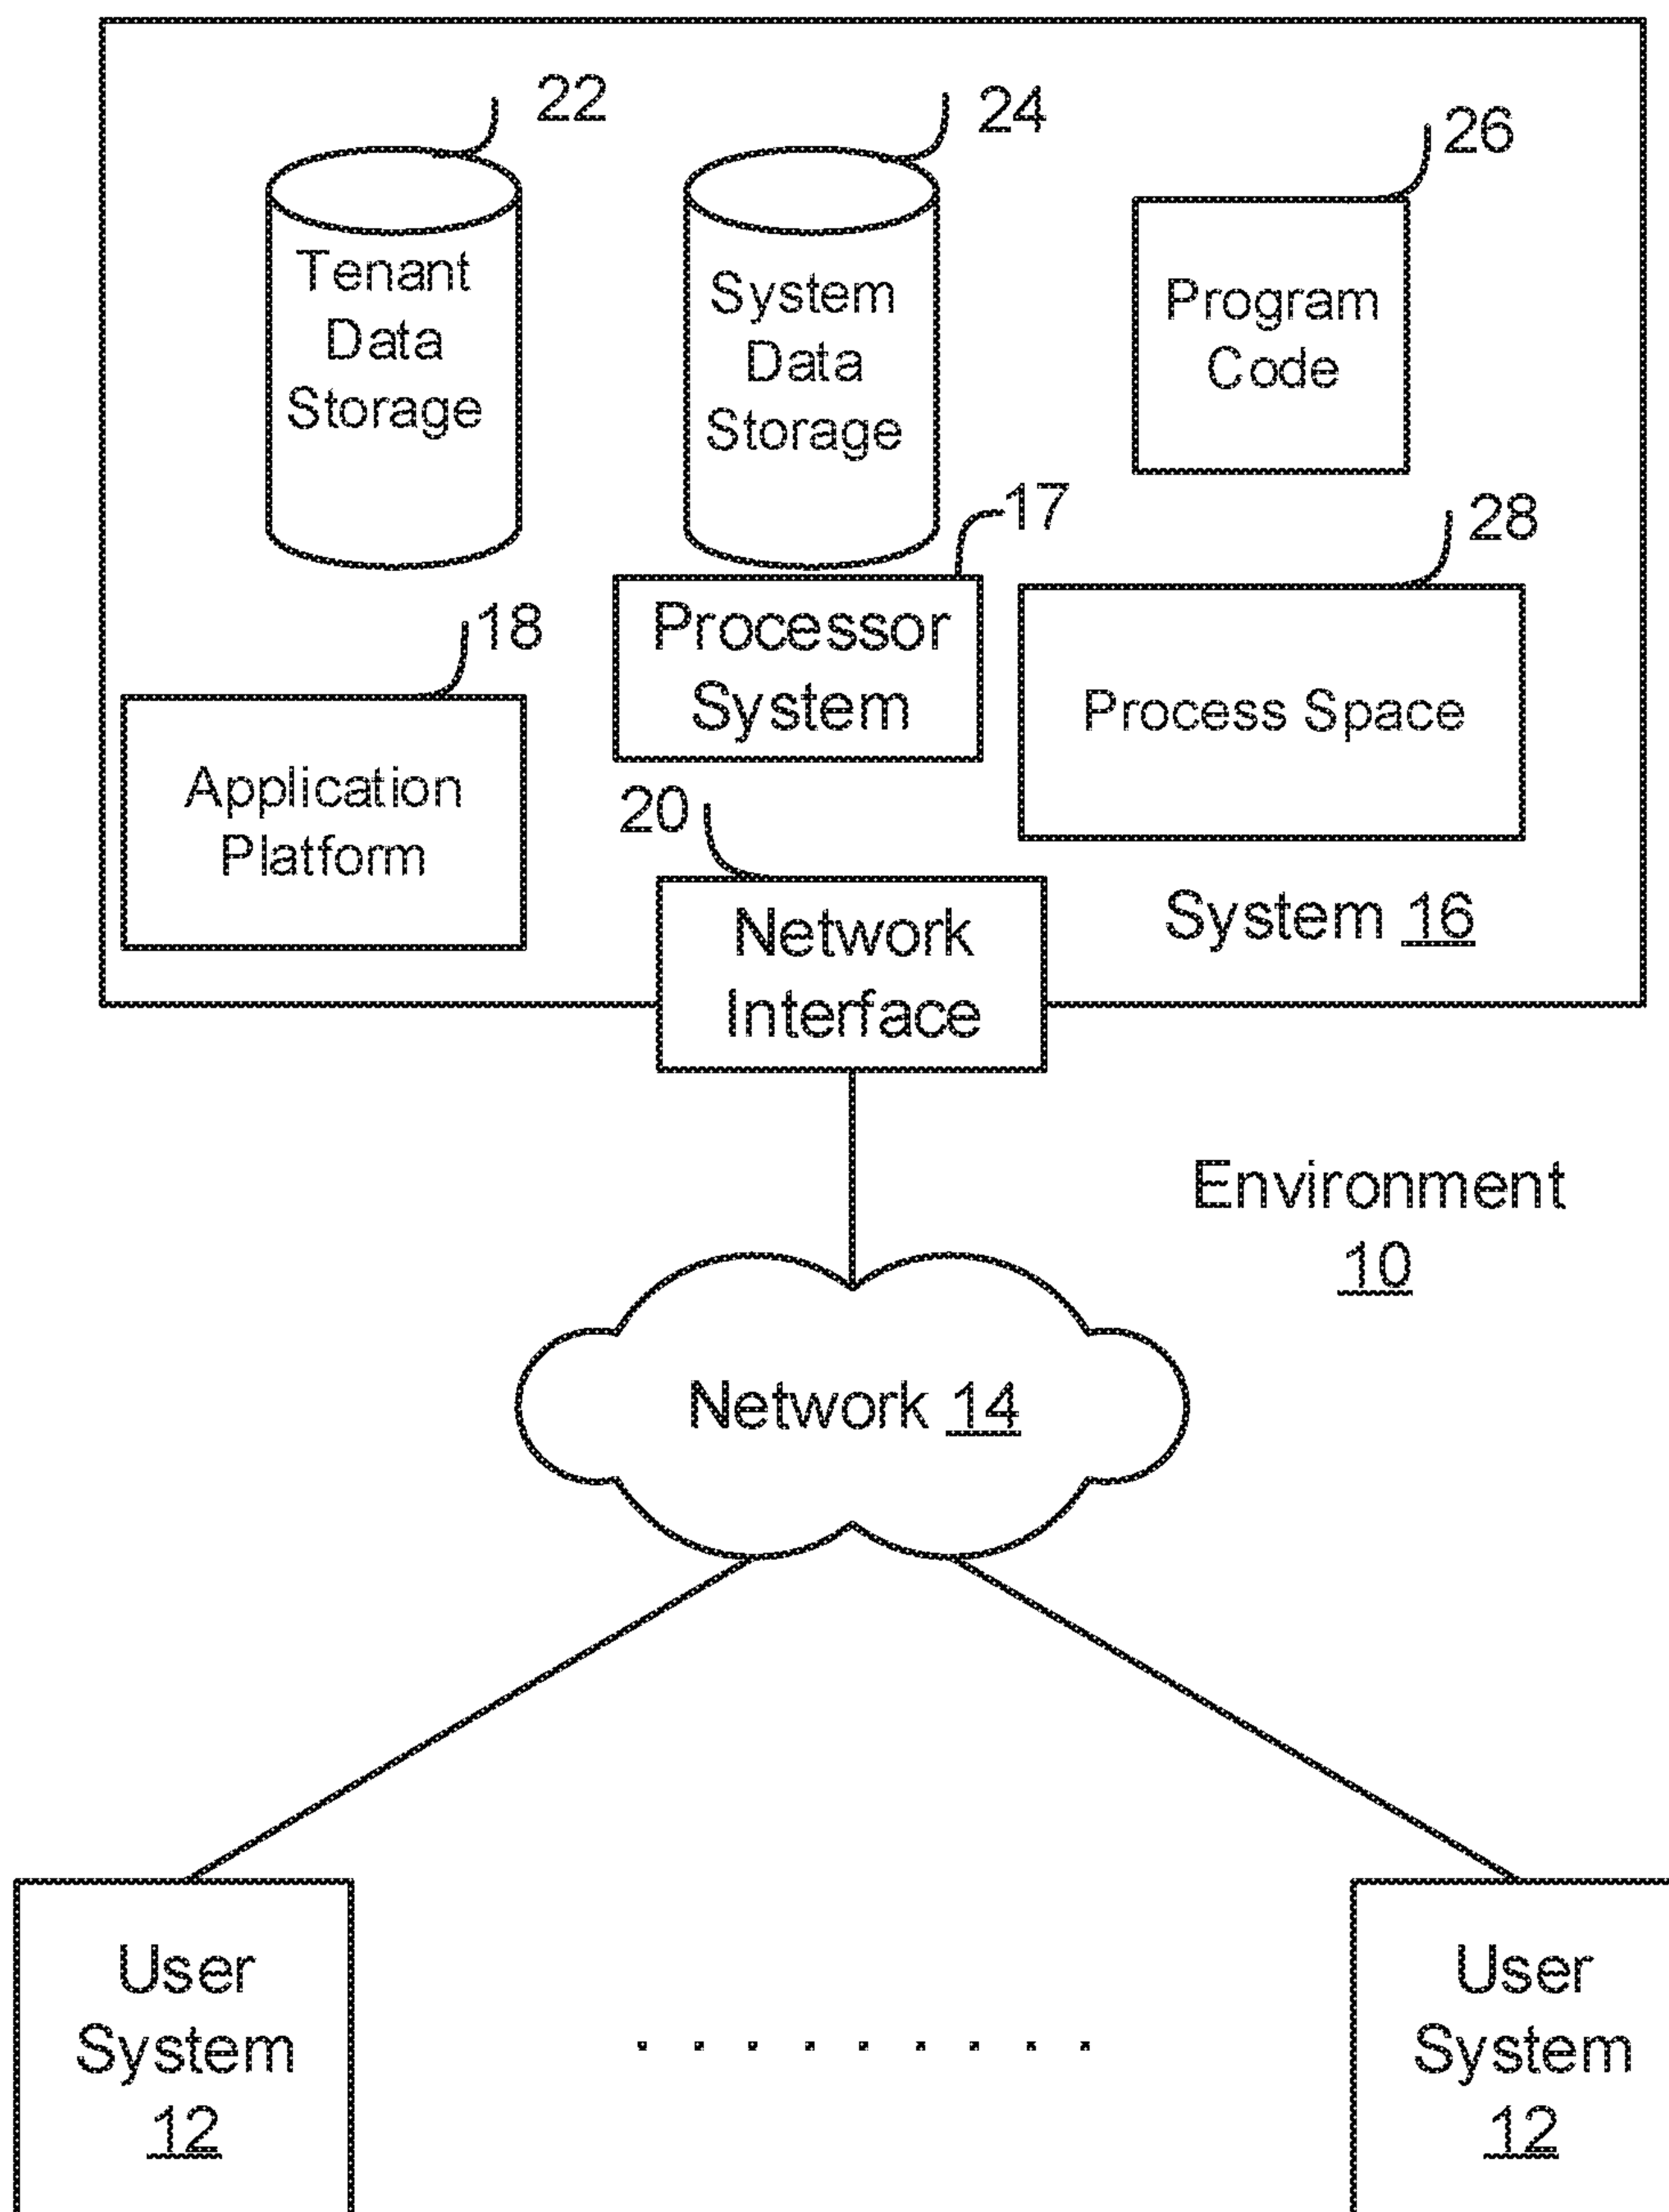 22
24
26
Tenant
Data
Storage
System
Data
Storage
Program
Code
17
28
18
Processor
System
Process Space
Application
Platform
20
Network
Interface
System 16
Environment
10
Network 14
User
System
12
. . . . . . . . .
User
System
12